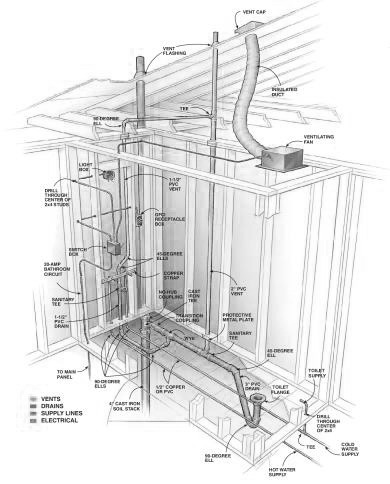 VENT CAP
VENT
FLASHING
INSULATED
DUCT
TEE
90-DEGREE
ELL
VENTILATING
FAN
LIGHT
BOX
1-1/2"
PVC
VENT
DRILL
THROUGH
CENTER OF
2x4 STUDS
GFCI
RECEPTACLE
BOX
SWITCH
BOX
45-DEGREE
ELLS
20-AMP
BATHROOM
CIRCUIT
COPPER
STRAP
NO-HUB
COUPLING
CAST
IRON
TEE
2" PVC
VENT
SANITARY
TEE
TRANSITION
COUPLING
PROTECTIVE
METAL PLATE
1-1/2"
PVC
DRAIN
WYE
SANITARY
TEE
45-DEGREE
ELL
TO MAIN
PANEL
90-DEGREE
ELLS
1/2" COPPER
OR PVC
3" PVC
DRAIN
TOILET
FLANGE
TOILET
SUPPLY
4" CAST IRON
SOIL STACK
DRILL
THROUGH
CENTER
OF 2x4
TEE
90-DEGREE
ELL
COLD
WATER
SUPPLY
HOT WATER
SUPPLY
VENTS
DRAINS
SUPPLY LINES
ELECTRICAL